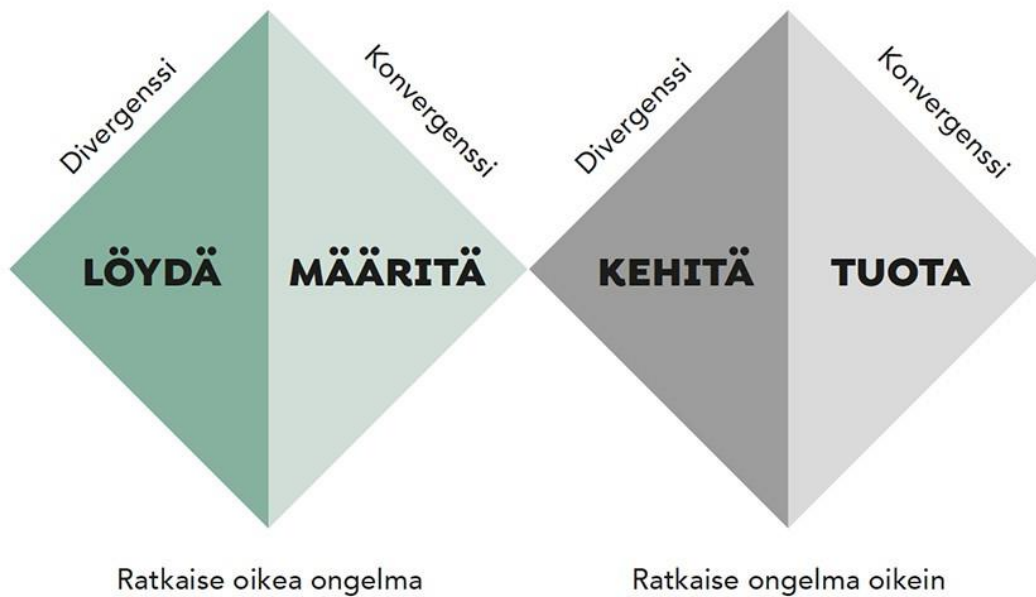 Divergenssi
Konvergenssi
Divergenssi
Konvergenssi
LÖYDÄ
MÄÄRITÄ
KEHITÄ
TUOTA
Ratkaise oikea ongelma
Ratkaise ongelma oikein